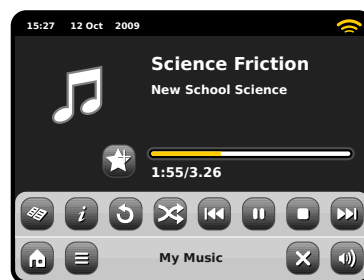 15:27 12 Oct 2009
Science Friction
New School Science
1:55/3.26
My Music